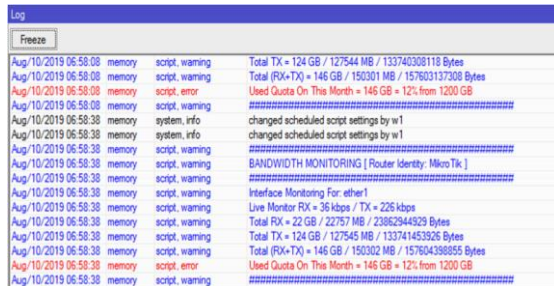 Log
Freeze
Aug/10/2019 06:58:08 memory script, warning Total TX = 124 GB / 127544 MB / 133740308118 Bytes
Aug/10/2019 06:58:08 memory script, warning Total (RX+TX) = 146 GB / 150301 MB / 157603137308 Bytes
Aug/10/2019 06:58:08 memory script, error Used Quota On This Month = 146 GB = 12% from 1200 GB
Aug/10/2019 06:58:08 memory script, warning ########################################
Aug/10/2019 06:58:38 memory system, info changed scheduled script settings by w1
Aug/10/2019 06:58:38 memory system, info changed scheduled script settings by w1
Aug/10/2019 06:58:38 memory script, warning ########################################
Aug/10/2019 06:58:38 memory script, warning BANDWIDTH MONITORING [ Router Identity: MikroTik ]
Aug/10/2019 06:58:38 memory script, warning ########################################
Aug/10/2019 06:58:38 memory script, warning Interface Monitoring For: ether1
Aug/10/2019 06:58:38 memory script, warning Live Monitor RX = 36 kbps / TX = 226 kbps
Aug/10/2019 06:58:38 memory script, warning Total RX = 22 GB / 22757 MB / 23862944929 Bytes
Aug/10/2019 06:58:38 memory script, warning Total TX = 124 GB / 127545 MB / 133741453926 Bytes
Aug/10/2019 06:58:38 memory script, warning Total (RX+TX) = 146 GB / 150302 MB / 157604398855 Bytes
Aug/10/2019 06:58:38 memory script, error Used Quota On This Month = 146 GB = 12% from 1200 GB
Aug/10/2019 06:58:38 memory script, warning ########################################